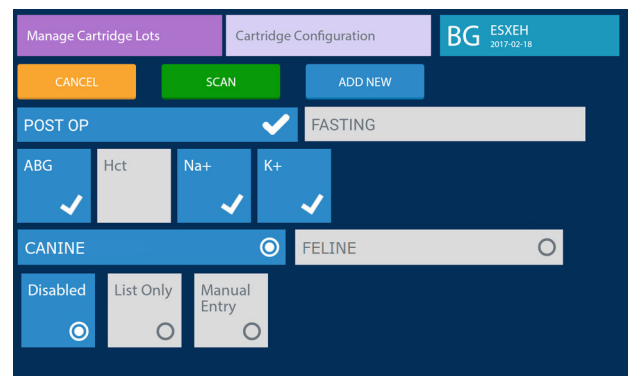 Manage Cartridge Lots
Cartridge Configuration
BG ESXEH
2017-02-18
CANCEL
SCAN
ADD NEW
POST OP
FASTING
ABG
Hct
Na+
K+
CANINE
FELINE
Disabled
List Only
Manual
Entry